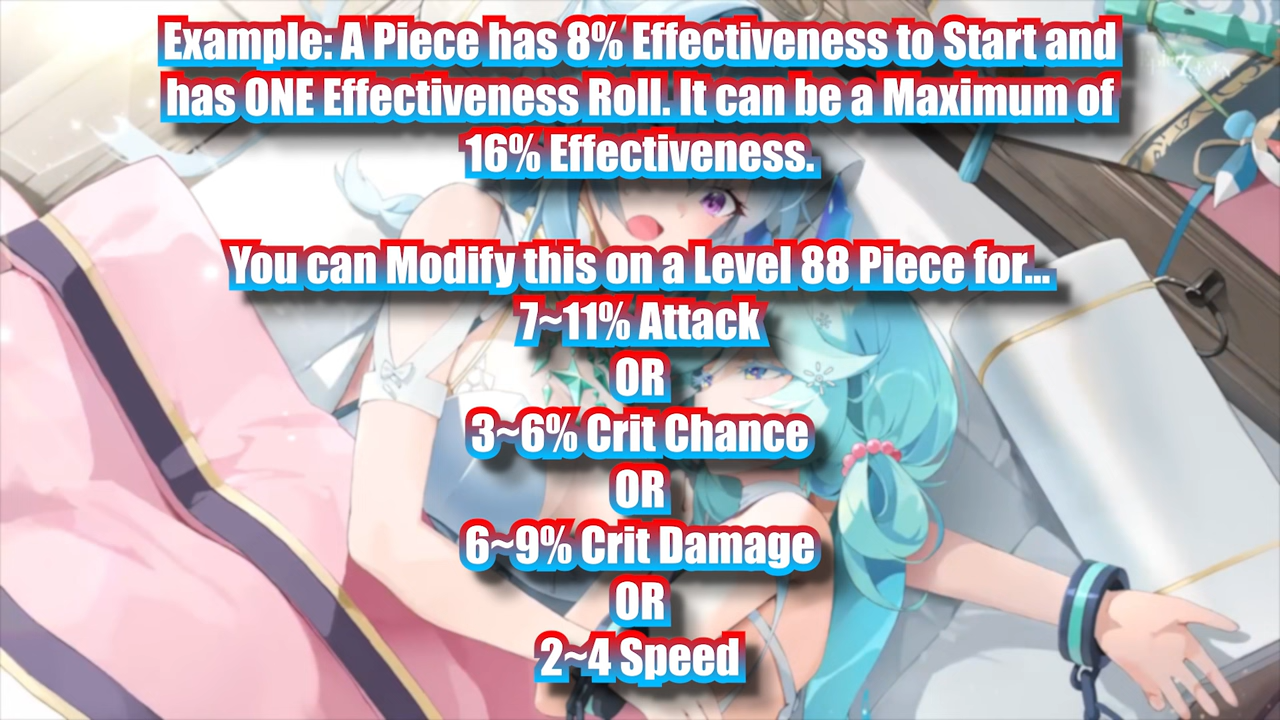 Example: A Piece has 8% Effectiveness to Start and
has ONE Effectiveness Roll. It can be a Maximum of
16% Effectiveness.
You can Modify this on a Level 88 Piece for...
7~11% Attack
OR
3~6% Crit Chance
OR
6~9% Crit Damage
OR
2~4 Speed